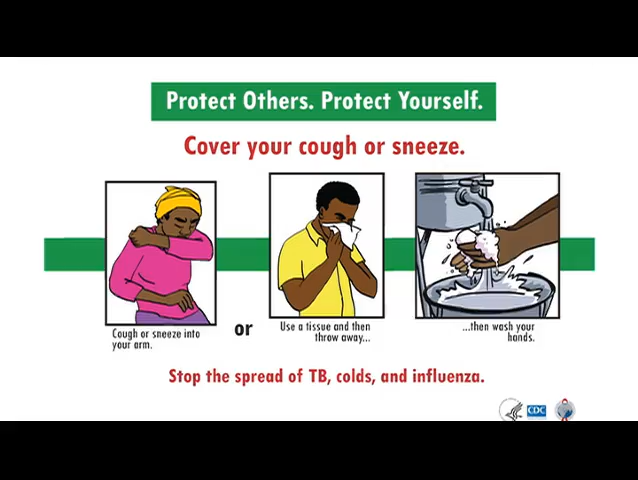 Protect Others. Protect Yourself.
Cover your cough or sneeze.
Cough or sneeze into
your arm.
or
Use a tissue and then
throw away...
...then wash your
hands.
Stop the spread of TB, colds, and influenza.
CDC